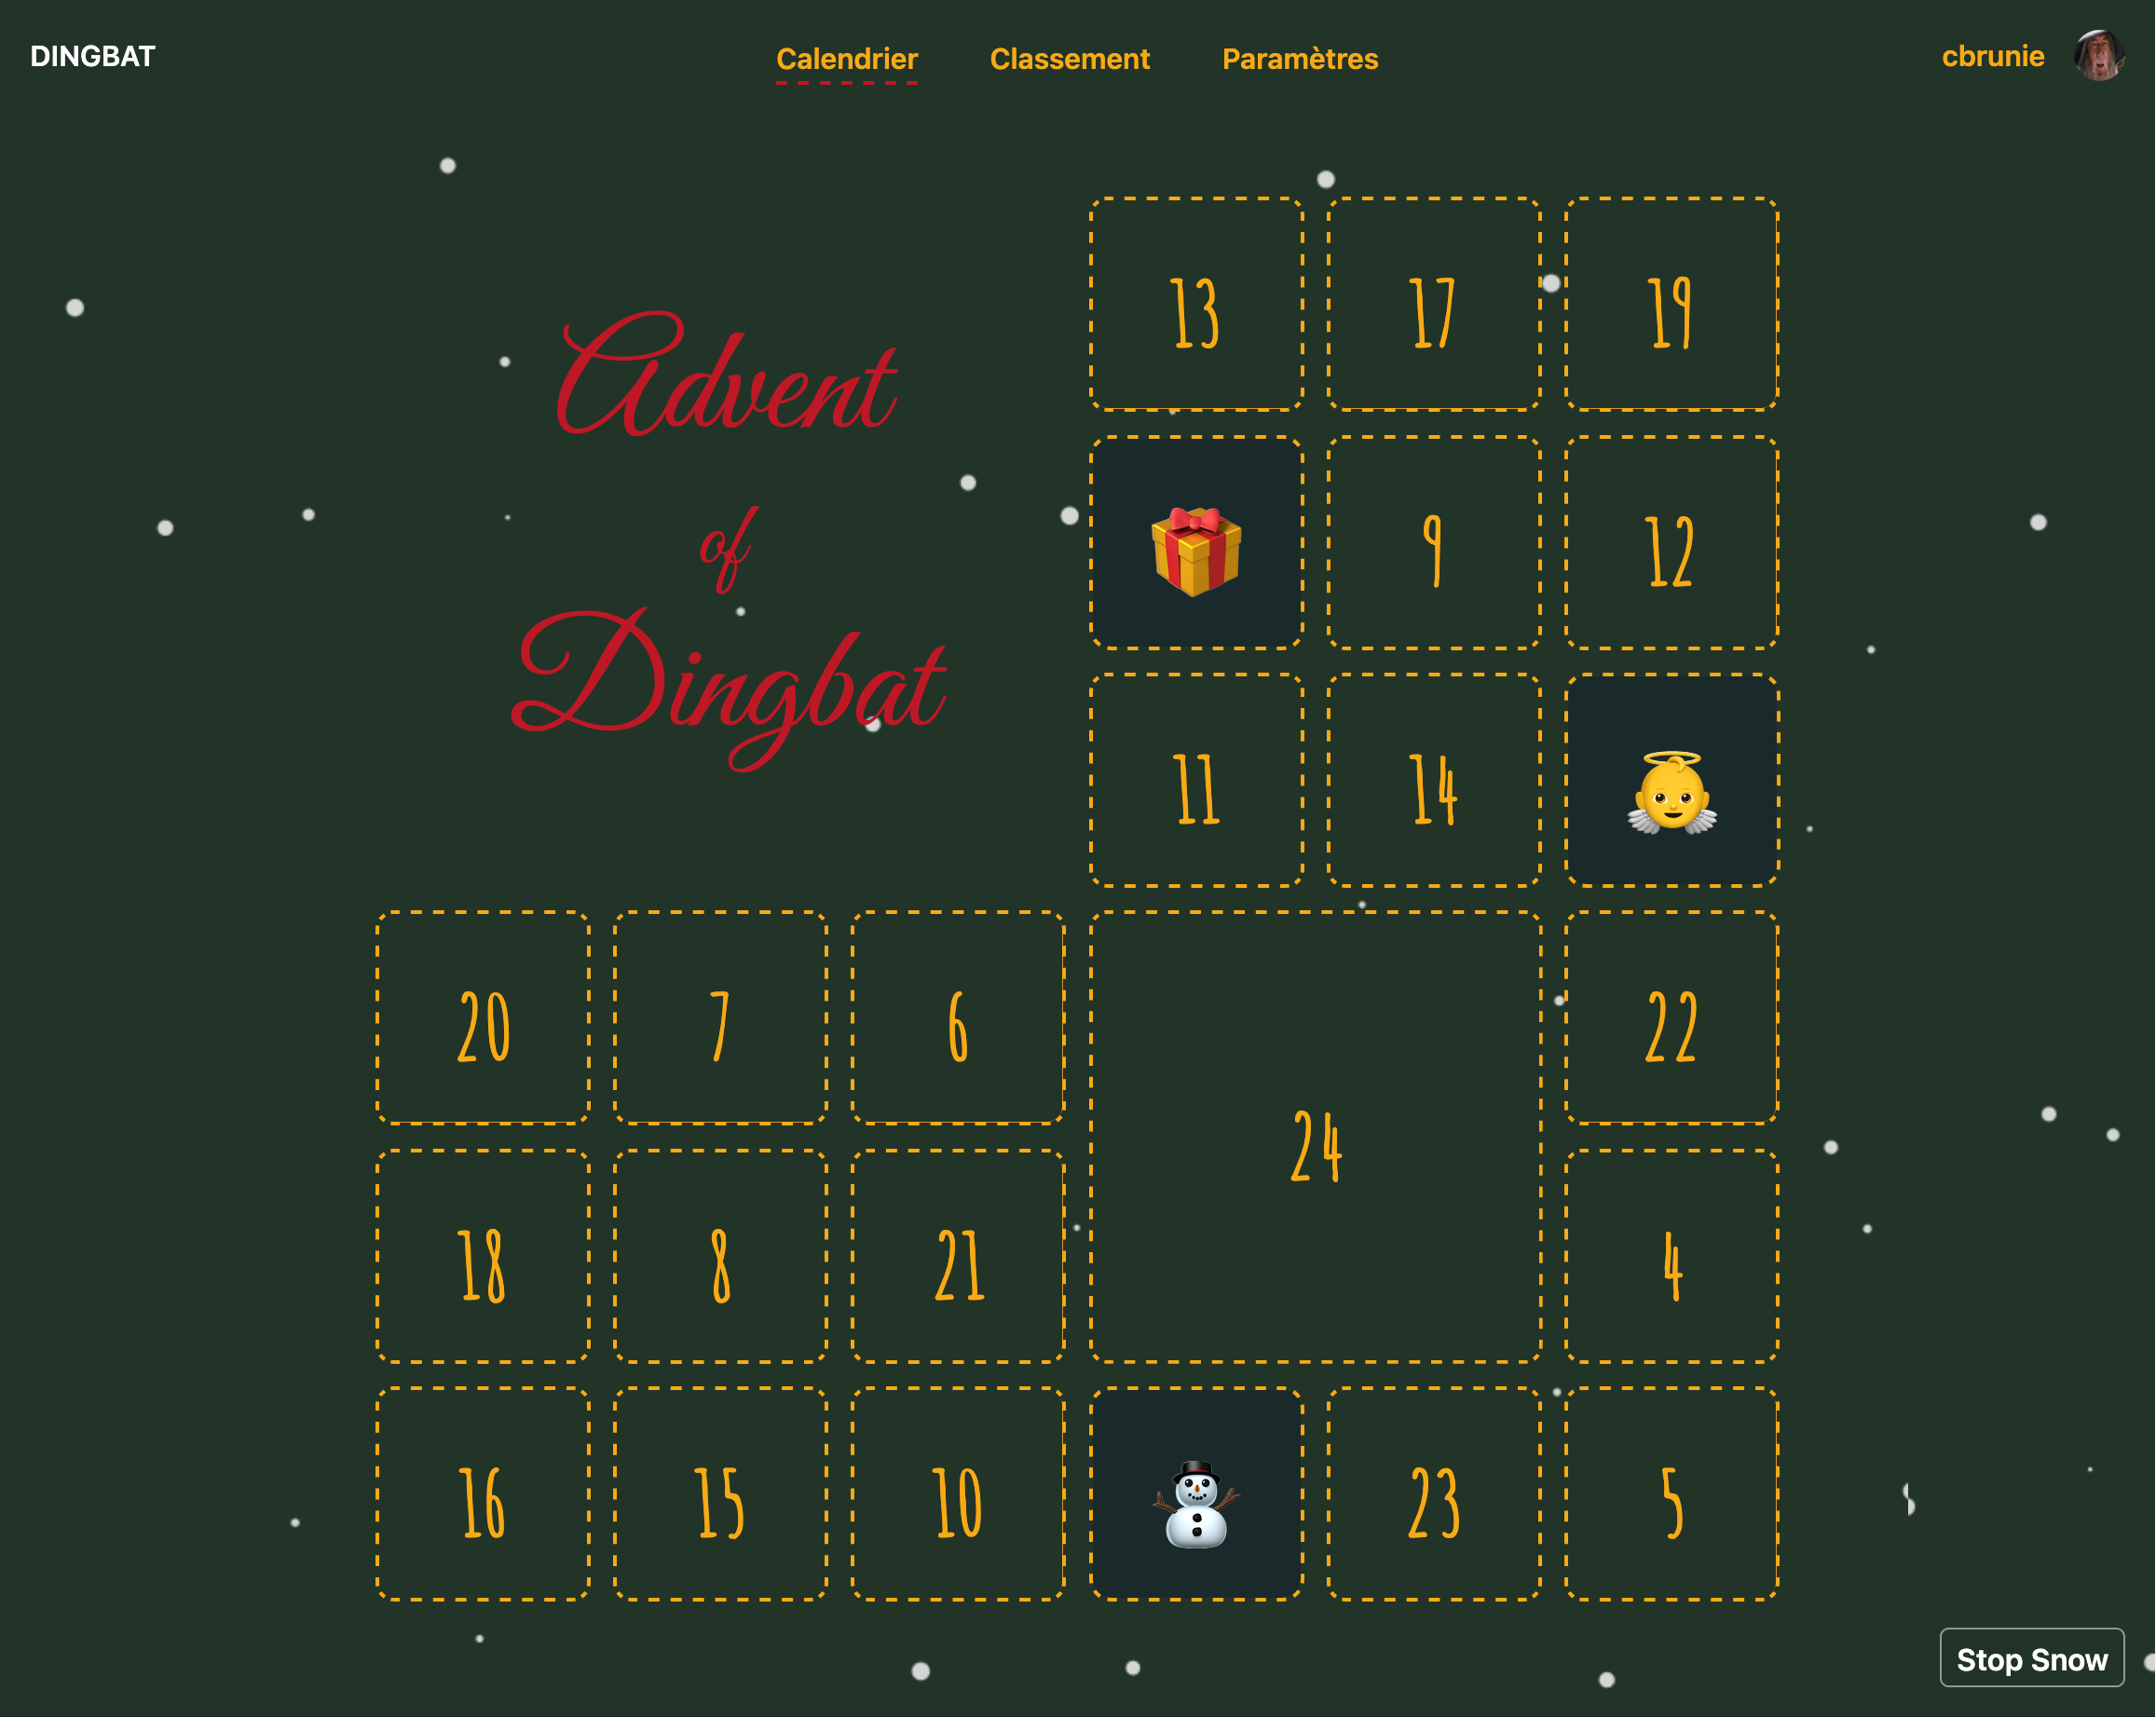 DINGBAT
Calendrier
Classement
Paramètres
cbrunie
Advent
of
Dingbat
13
17
19
9
12
11
14
20
7
6
24
22
18
8
21
4
16
15
10
23
5
Stop Snow